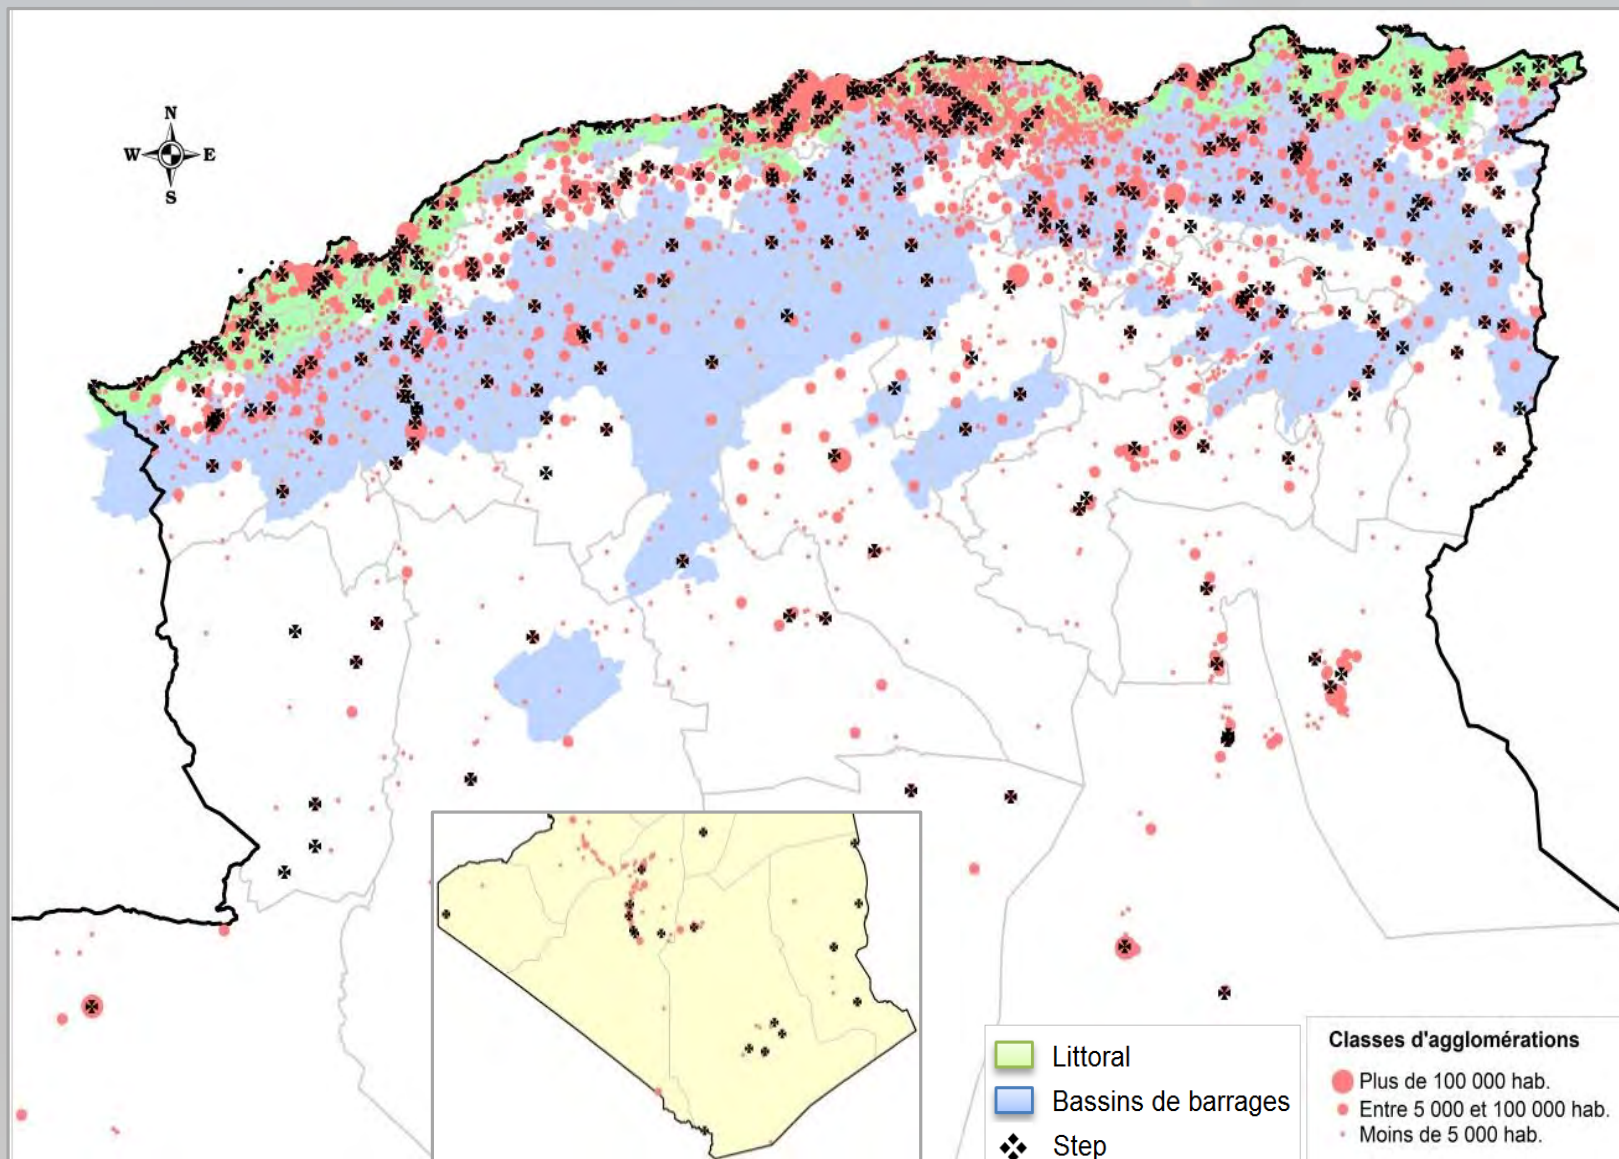 N
W E
S
Littoral
Bassins de barrages
Step
Classes d'agglomérations
Plus de 100 000 hab.
Entre 5 000 et 100 000 hab.
Moins de 5 000 hab.